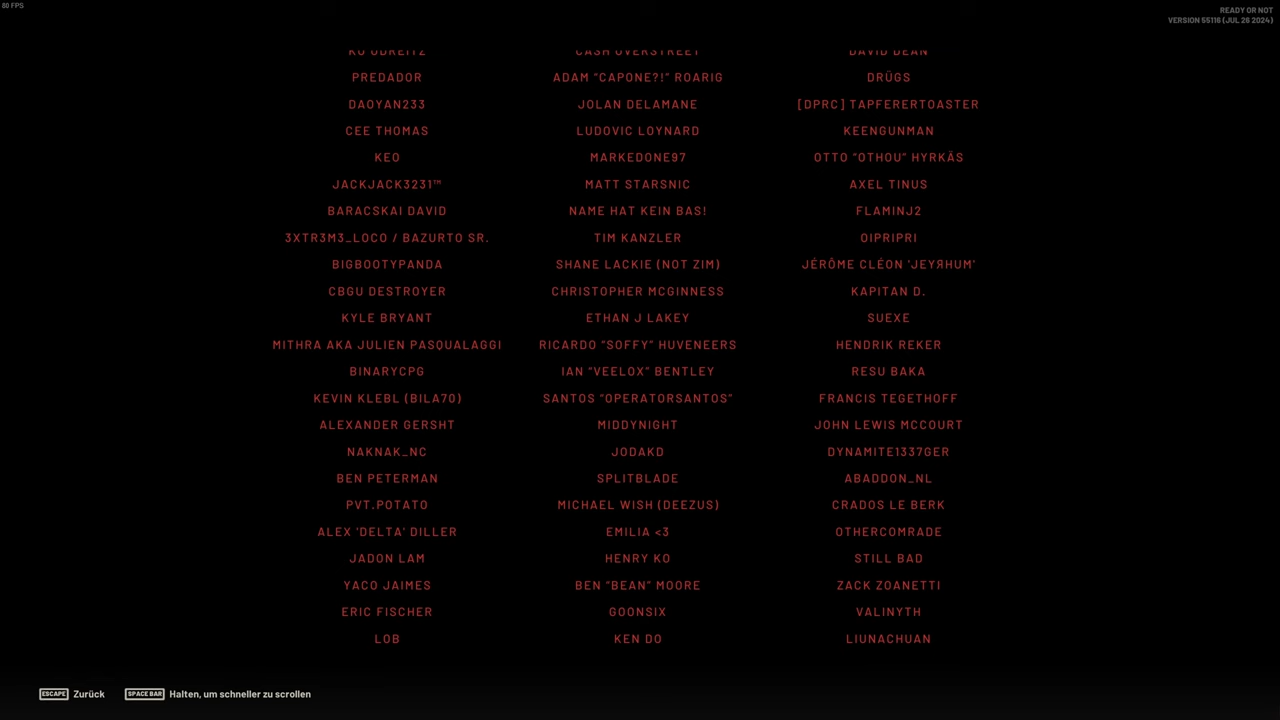 80 FPS
READY OR NOT
VERSION 55116 (JUL 26 2024)
CASH OVERSTREET DAVID DEAN
PREDADOR ADAM "CAPONE?!" ROARIG DRÜGS
DAOYAN233 JOLAN DELAMANE [DPRC] TAPFERERTOASTER
CEE THOMAS LUDOVIC LOYNARD KEENGUNMAN
KEO MARKEDONE97 OTTO "OTHOU" HYRKÄS
JACKJACK3231™ MATT STARSNIC AXEL TINUS
BARACSKAI DAVID NAME HAT KEIN BAS! FLAMINJ2
3XTR3M3_LOCO / BAZURTO SR. TIM KANZLER OIPRIPRI
BIGBOOTYPANDA SHANE LACKIE (NOT ZIM) JÉRÔME CLÉON 'JEYЯHUM'
CBGU DESTROYER CHRISTOPHER MCGINNESS KAPITAN D.
KYLE BRYANT ETHAN J LAKEY SUEXE
MITHRA AKA JULIEN PASQUALAGGI RICARDO "SOFFY" HUVENEERS HENDRIK REKER
BINARYCPG IAN "VEELOX" BENTLEY RESU BAKA
KEVIN KLEBL (BILA70) SANTOS "OPERATORSANTOS" FRANCIS TEGETHOFF
ALEXANDER GERSHT MIDDYNIGHT JOHN LEWIS MCCOURT
NAKNAK_NC JODAKD DYNAMITE1337GER
BEN PETERMAN SPLITBLADE ABADDON_NL
PVT.POTATO MICHAEL WISH (DEEZUS) CRADOS LE BERK
ALEX 'DELTA' DILLER EMILIA <3 OTHERCOMRADE
JADON LAM HENRY KO STILL BAD
YACO JAIMES BEN "BEAN" MOORE ZACK ZOANETTI
ERIC FISCHER GOONSIX VALINYTH
LOB KEN DO LIUNACHUAN
ESCAPE Zurück SPACE BAR Halten, um schneller zu scrollen